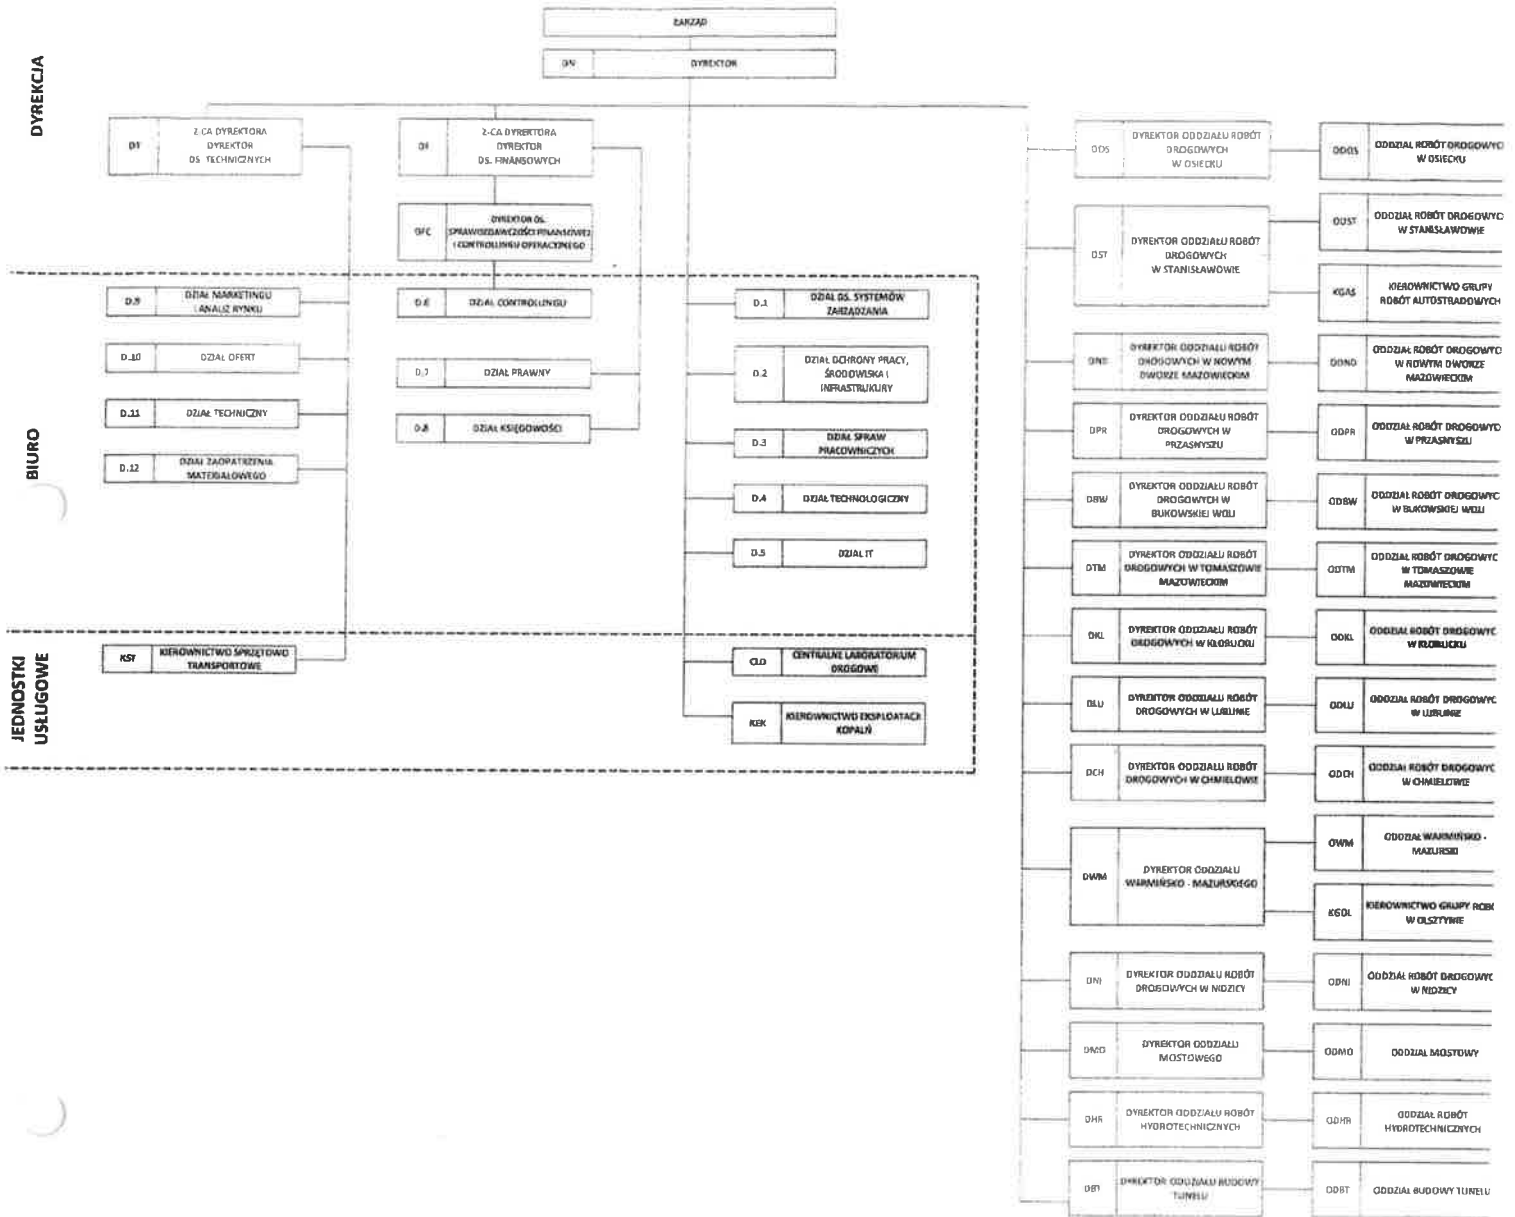 ZARZĄD
DN DYREKTOR
DYREKCJA
DT
Z-CA DYREKTORA
DYREKTOR
DS. TECHNICZNYCH
DF
Z-CA DYREKTORA
DYREKTOR
DS. FINANSOWYCH
DFC
DYREKTOR DS.
SPRAWOZDAWCZOŚCI FINANSOWEJ
I CONTROLLINGU OPERACYJNEGO
BIURO
D.9
DZIAŁ MARKETINGU
I ANALIZ RYNKU
D.10 DZIAŁ OFERT
D.11 DZIAŁ TECHNICZNY
D.12
DZIAŁ ZAOPATRZENIA
MATERIAŁOWEGO
D.6 DZIAŁ CONTROLLINGU
D.7 DZIAŁ PRAWNY
D.8 DZIAŁ KSIĘGOWOŚCI
D.1
DZIAŁ DS. SYSTEMÓW
ZARZĄDZANIA
D.2
DZIAŁ OCHRONY PRACY,
ŚRODOWISKA I
INFRASTRUKURY
D.3
DZIAŁ SPRAW
PRACOWNICZYCH
D.4 DZIAŁ TECHNOLOGICZNY
D.5 DZIAŁ IT
JEDNOSTKI
USŁUGOWE
KST
KIEROWNICTWO SPRZĘTOWO
TRANSPORTOWE
CLD
CENTRALNE LABORATORIUM
DROGOWE
KEK
KIEROWNICTWO EKSPLOATACJI
KOPALŃ
DOS
DYREKTOR ODDZIAŁU ROBÓT
DROGOWYCH
W OSIECKU
ODOS
ODDZIAŁ ROBÓT DROGOWYC
W OSIECKU
DST
DYREKTOR ODDZIAŁU ROBÓT
DROGOWYCH
W STANISŁAWOWIE
ODST
ODDZIAŁ ROBÓT DROGOWYC
W STANISŁAWOWIE
KGAS
KIEROWNICTWO GRUPY
ROBÓT AUTOSTRADOWYCH
DND
DYREKTOR ODDZIAŁU ROBÓT
DROGOWYCH W NOWYM
DWORZE MAZOWIECKIM
ODND
ODDZIAŁ ROBÓT DROGOWYC
W NOWYM DWORZE
MAZOWIECKIM
DPR
DYREKTOR ODDZIAŁU ROBÓT
DROGOWYCH W
PRZASNYSZU
ODPR
ODDZIAŁ ROBÓT DROGOWYC
W PRZASNYSZU
DBW
DYREKTOR ODDZIAŁU ROBÓT
DROGOWYCH W
BUKOWSKIEJ WOLI
ODBW
ODDZIAŁ ROBÓT DROGOWYC
W BUKOWSKIEJ WOLI
DTM
DYREKTOR ODDZIAŁU ROBÓT
DROGOWYCH W TOMASZOWIE
MAZOWIECKIM
ODTM
ODDZIAŁ ROBÓT DROGOWYC
W TOMASZOWIE
MAZOWIECKIM
DKL
DYREKTOR ODDZIAŁU ROBÓT
DROGOWYCH W KŁOBUCKU
ODKL
ODDZIAŁ ROBÓT DROGOWYC
W KŁOBUCKU
DLU
DYREKTOR ODDZIAŁU ROBÓT
DROGOWYCH W LUBLINIE
ODLU
ODDZIAŁ ROBÓT DROGOWYC
W LUBLINIE
DCH
DYREKTOR ODDZIAŁU ROBÓT
DROGOWYCH W CHMIELOWIE
ODCH
ODDZIAŁ ROBÓT DROGOWYC
W CHMIELOWIE
DWM
DYREKTOR ODDZIAŁU
WARMIŃSKO - MAZURSKIEGO
OWM
ODDZIAŁ WARMIŃSKO -
MAZURSKI
KGOL
KIEROWNICTWO GRUPY ROBÓ
W OLSZTYNIE
DNI
DYREKTOR ODDZIAŁU ROBÓT
DROGOWYCH W NIDZICY
ODNI
ODDZIAŁ ROBÓT DROGOWYC
W NIDZICY
DMO
DYREKTOR ODDZIAŁU
MOSTOWEGO
ODMO ODDZIAŁ MOSTOWY
DHR
DYREKTOR ODDZIAŁU ROBÓT
HYDROTECHNICZNYCH
ODHR
ODDZIAŁ ROBÓT
HYDROTECHNICZNYCH
DBT
DYREKTOR ODDZIAŁU BUDOWY
TUNELU
ODBT ODDZIAŁ BUDOWY TUNELU